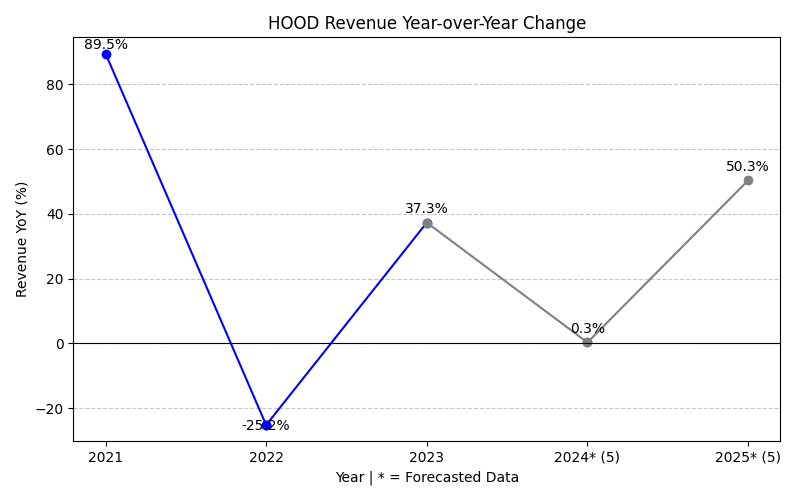 HOOD Revenue Year-over-Year Change
89.5%
80
60
50.3%
40
37.3%
20
0.3%
0
-25.2%
−20
Revenue YoY (%)
2021 2022 2023 2024* (5) 2025* (5)
Year | * = Forecasted Data